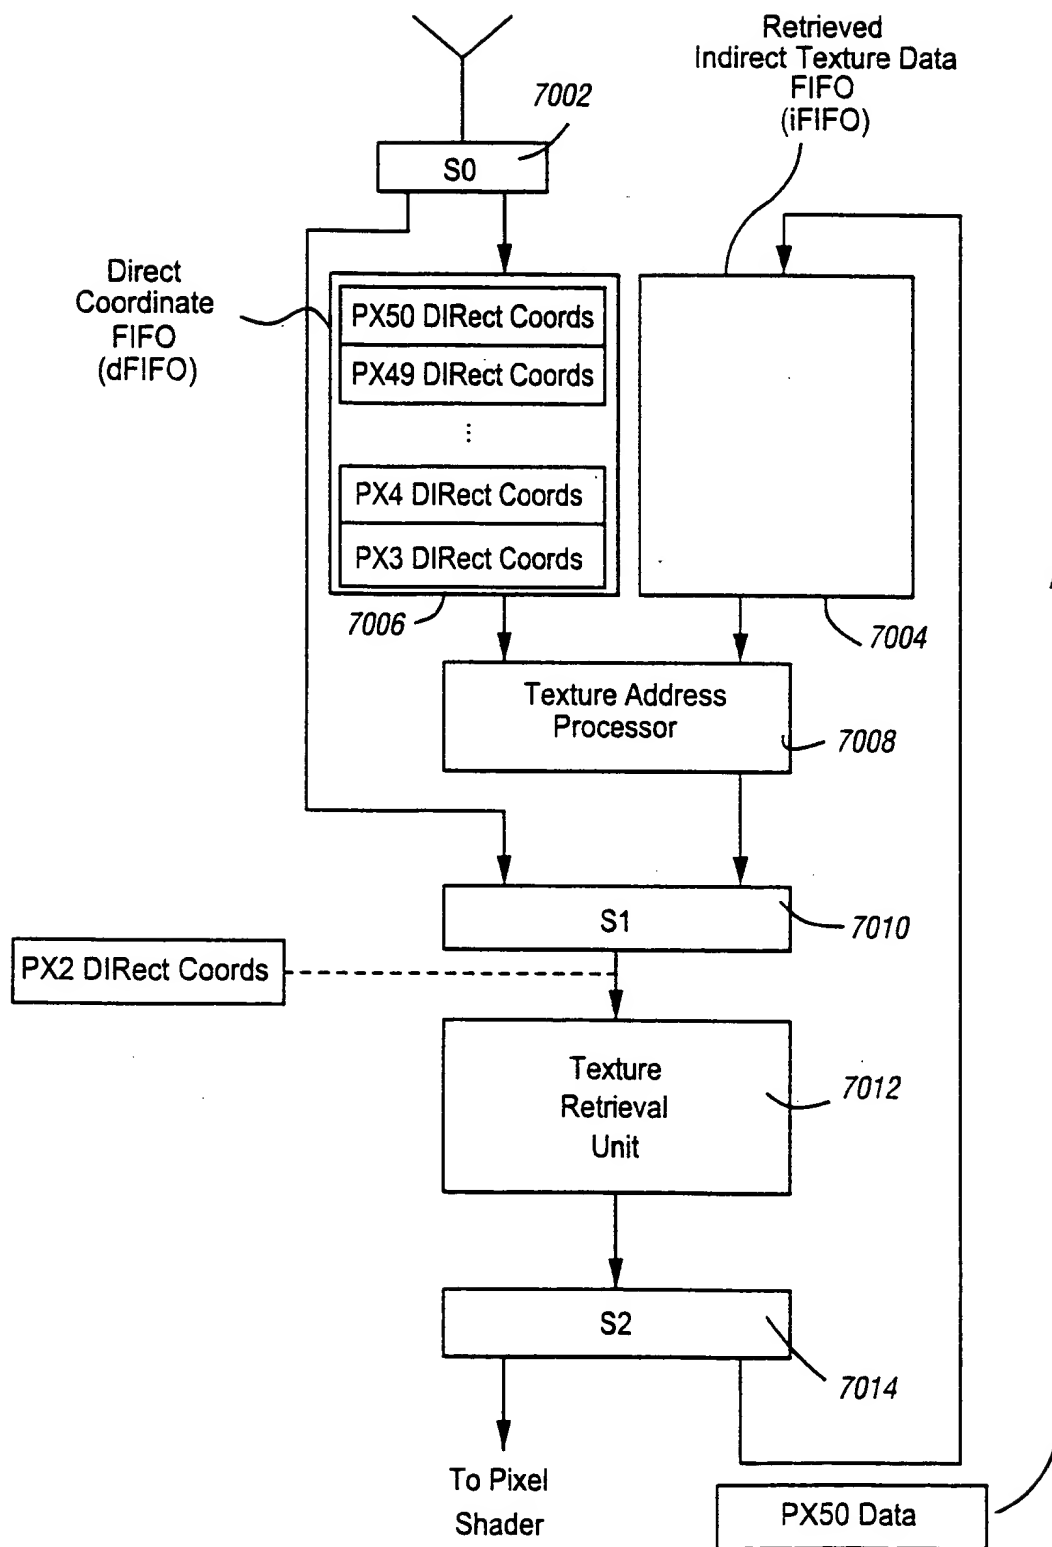 Retrieved
Indirect Texture Data
FIFO
(iFIFO)
7002
S0
Direct
Coordinate
FIFO
(dFIFO)
PX50 DIRect Coords
PX49 DIRect Coords
⋮
PX4 DIRect Coords
PX3 DIRect Coords
7006
7004
Texture Address
Processor
7008
S1
7010
PX2 DIRect Coords
Texture
Retrieval
Unit
7012
S2
7014
To Pixel
Shader
PX50 Data